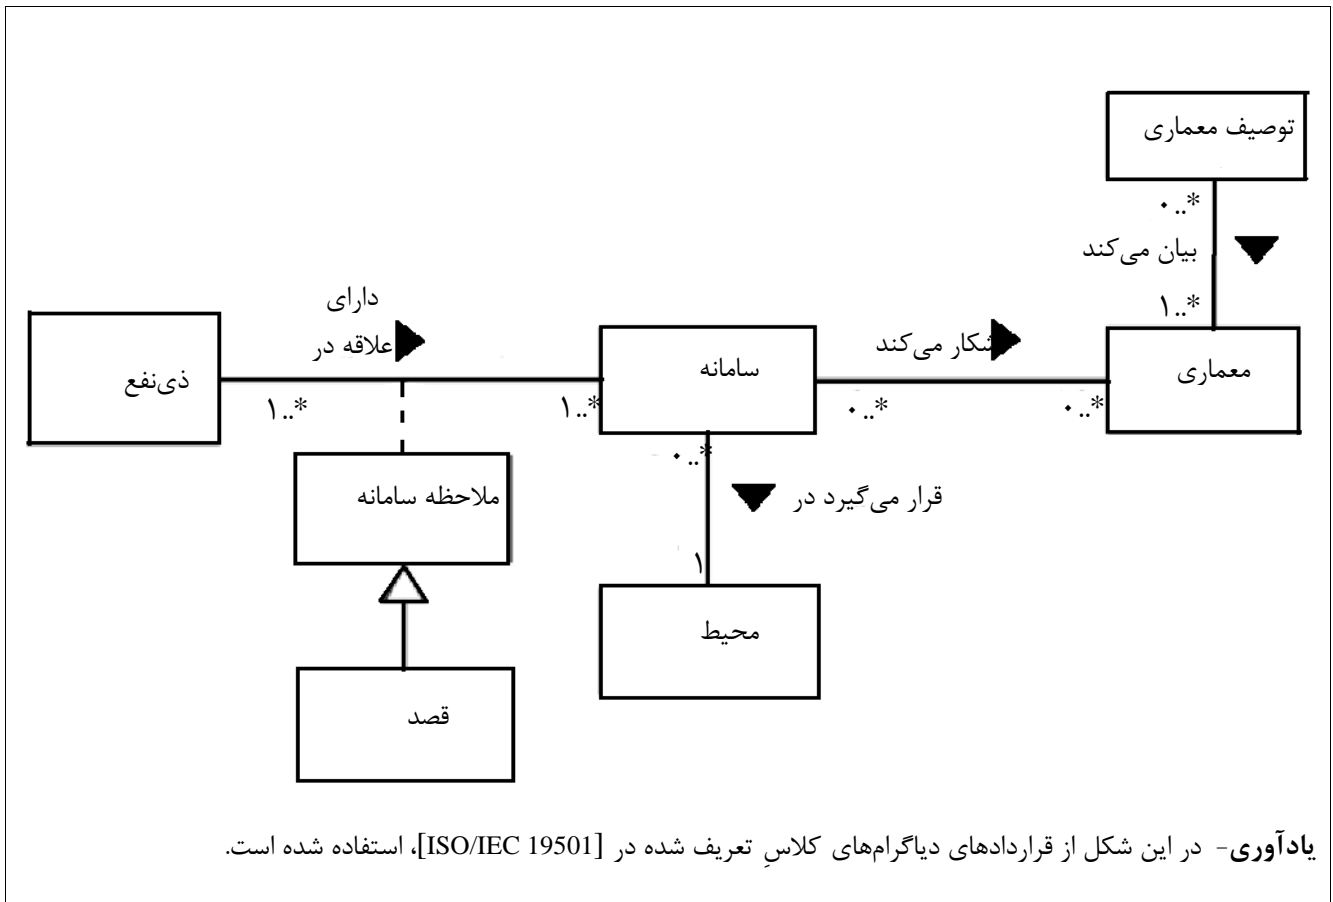 توصیف معماری
۰..*
بیان می‌کند
۱..*
دارای
علاقه در
شکار می‌کند
ذی‌نفع
سامانه
معماری
۱..*
۱..*
۰..*
۰..*
۰..*
ملاحظه سامانه
قرار می‌گیرد در
۱
محیط
قصد
یادآوری- در این شکل از قراردادهای دیاگرام‌های کلاسِ تعریف شده در [ISO/IEC 19501]، استفاده شده است.